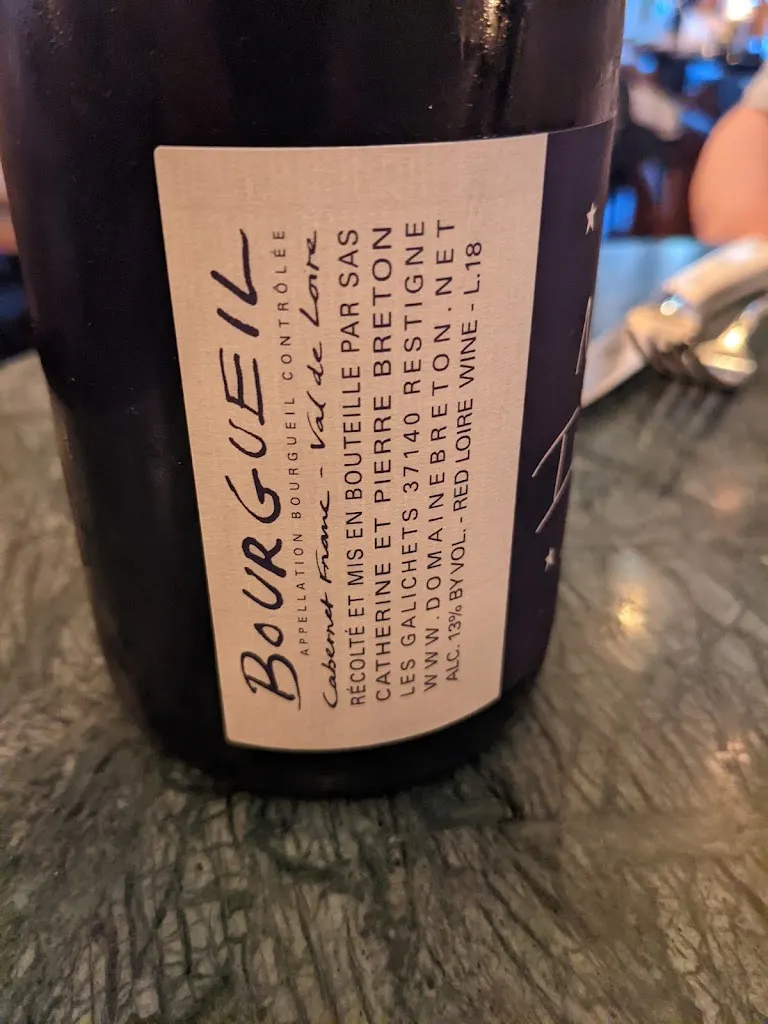 BOURGUEIL
APPELLATION BOURGUEIL CONTRÔLÉE
Cabernet Franc - Val de Loire
RÉCOLTÉ ET MIS EN BOUTEILLE PAR SAS
CATHERINE ET PIERRE BRETON
LES GALICHETS 37140 RESTIGNE
WWW.DOMAINEBRETON.NET
ALC. 13% BY VOL. - RED LOIRE WINE - L.18